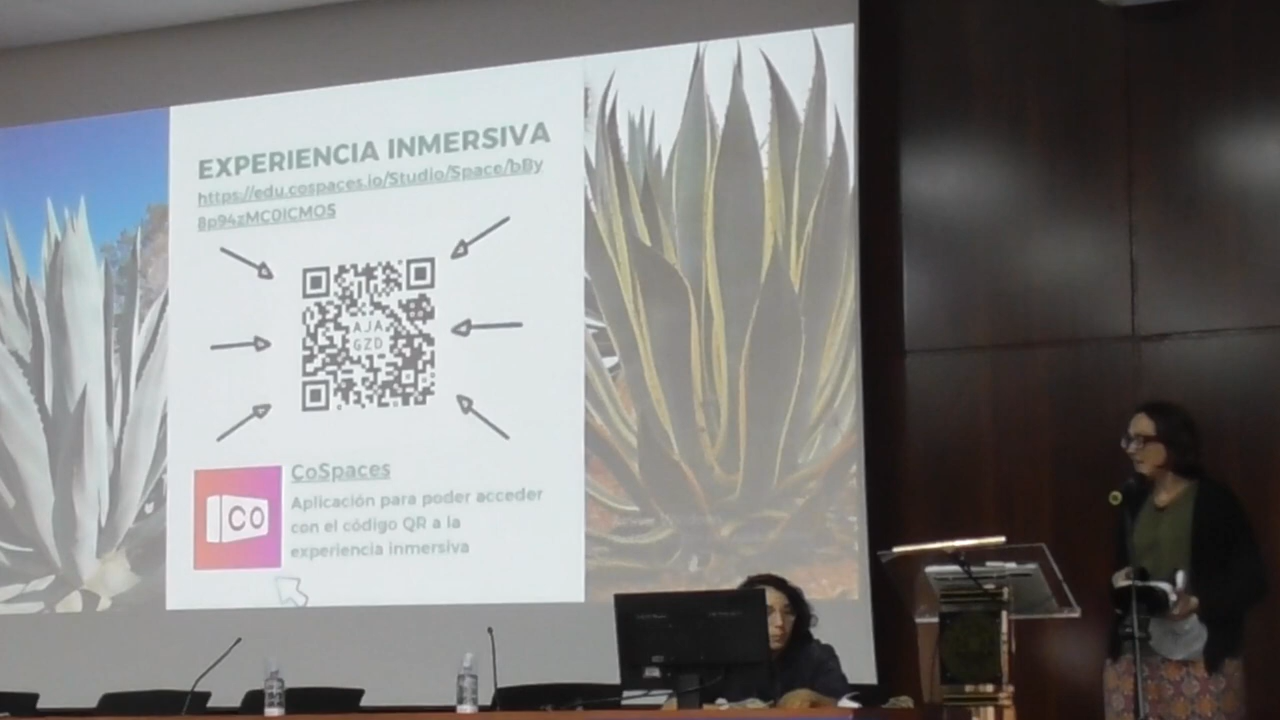 EXPERIENCIA INMERSIVA
https://edu.cospaces.io/Studio/Space/bBy
8p94zMC0ICMOS
AJA
GZD
CO
CoSpaces
Aplicación para poder acceder
con el código QR a la
experiencia inmersiva